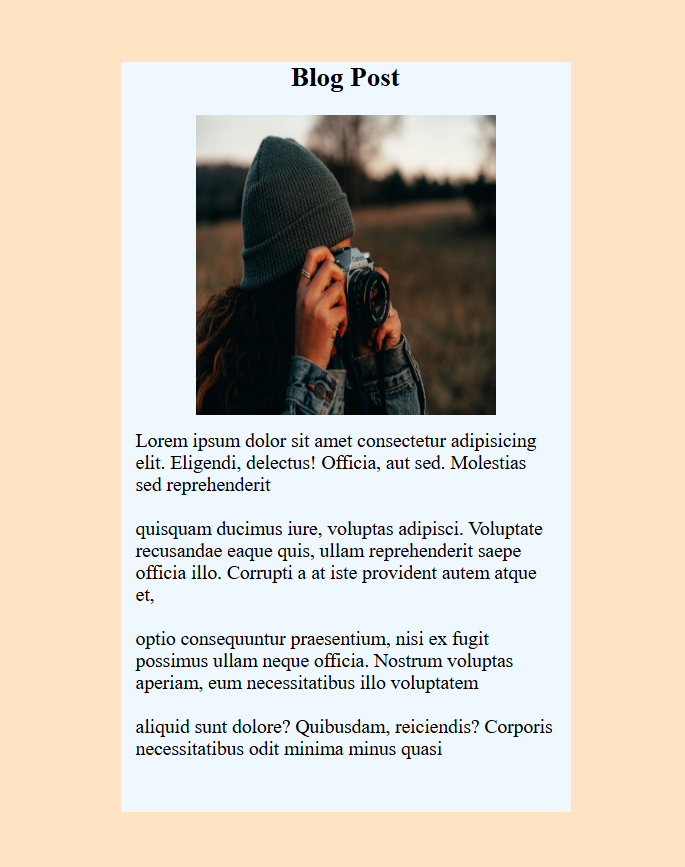 Blog Post
Lorem ipsum dolor sit amet consectetur adipisicing
elit. Eligendi, delectus! Officia, aut sed. Molestias
sed reprehenderit
quisquam ducimus iure, voluptas adipisci. Voluptate
recusandae eaque quis, ullam reprehenderit saepe
officia illo. Corrupti a at iste provident autem atque
et,
optio consequuntur praesentium, nisi ex fugit
possimus ullam neque officia. Nostrum voluptas
aperiam, eum necessitatibus illo voluptatem
aliquid sunt dolore? Quibusdam, reiciendis? Corporis
necessitatibus odit minima minus quasi